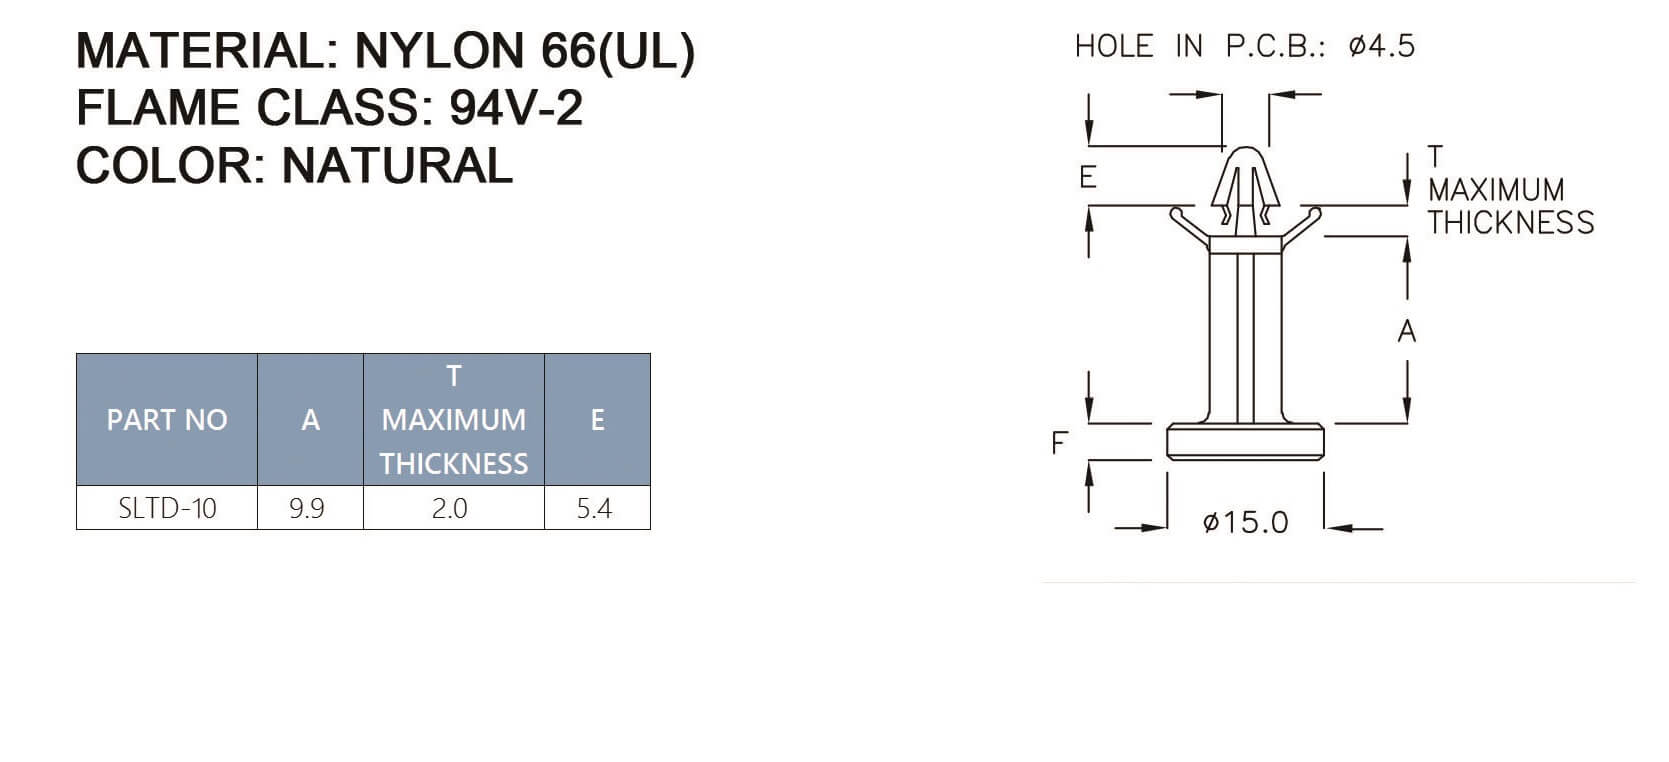 MATERIAL: NYLON 66(UL)
FLAME CLASS: 94V-2
COLOR: NATURAL
PART NO
A
T
MAXIMUM
THICKNESS
E
SLTD-10
9.9
2.0
5.4
HOLE IN P.C.B.: ø4.5
E
T
MAXIMUM
THICKNESS
A
F
ø15.0